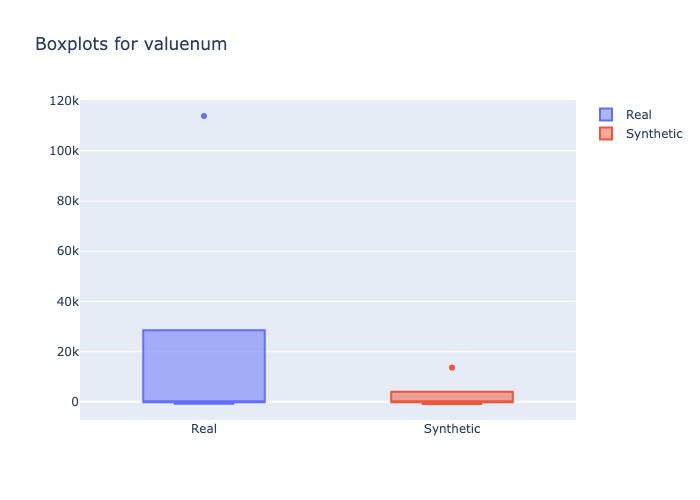 Boxplots for valuenum
120k
100k
80k
60k
40k
20k
0
Real
Synthetic
Real
Synthetic